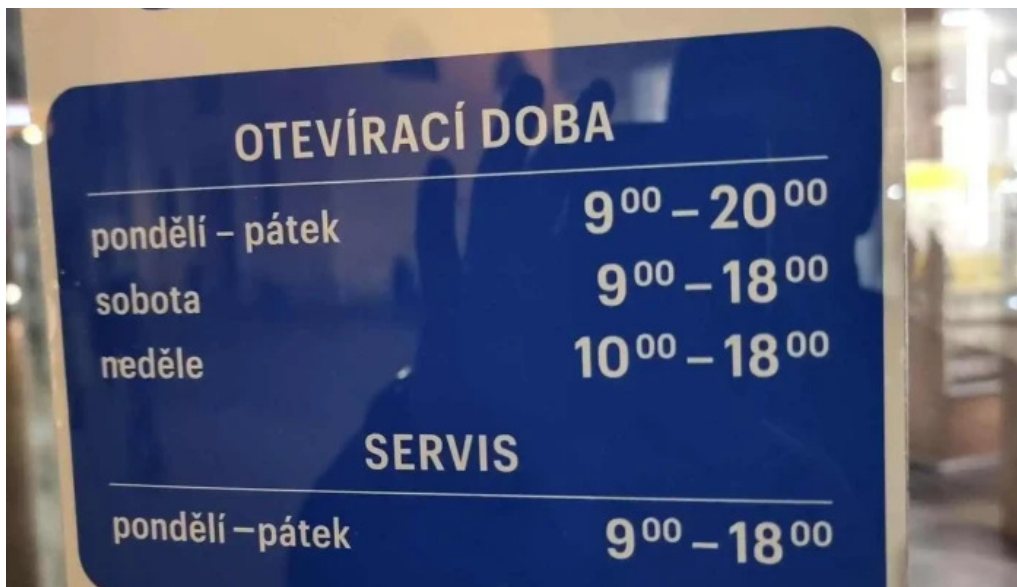 OTEVÍRACÍ DOBA
pondělí – pátek 9⁰⁰ – 20⁰⁰
sobota 9⁰⁰ – 18⁰⁰
neděle 10⁰⁰ – 18⁰⁰
SERVIS
pondělí – pátek 9⁰⁰ – 18⁰⁰